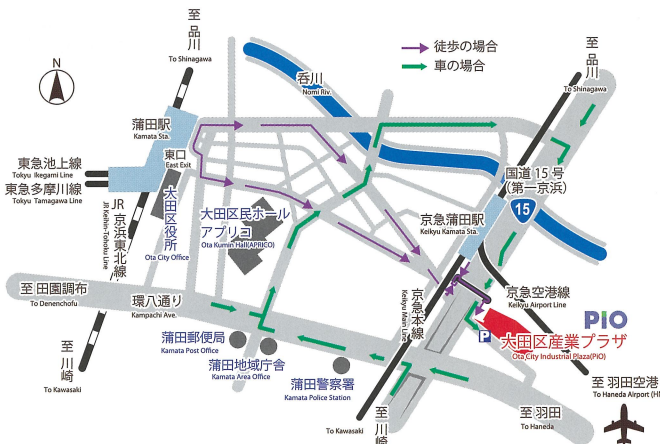 至 品川
To Shinagawa
N
徒歩の場合
車の場合
至 品川
To Shinagawa
呑川
Nomi Riv.
蒲田駅
Kamata Sta.
東口
East Exit
東急池上線
Tokyu Ikegami Line
東急多摩川線
Tokyu Tamagawa Line
国道15号
(第一京浜)
15
大田区役所
Ota City Office
大田区民ホール
アプリコ
Ota Kumin Hall(APRICO)
京急蒲田駅
Keikyu Kamata Sta.
JR 京浜東北線
JR Keihin-Tohoku Line
至 田園調布
To Denenchofu
環八通り
Kampachi Ave.
京急本線
Keikyu Main Line
京急空港線
Keikyu Airport Line
PiO
P
大田区産業プラザ
Ota City Industrial Plaza(PiO)
蒲田郵便局
Kamata Post Office
蒲田地域庁舎
Kamata Area Office
蒲田警察署
Kamata Police Station
至 川崎
To Kawasaki
至 川崎
To Kawasaki
至 羽田
To Haneda
至 羽田空港
To Haneda Airport (H